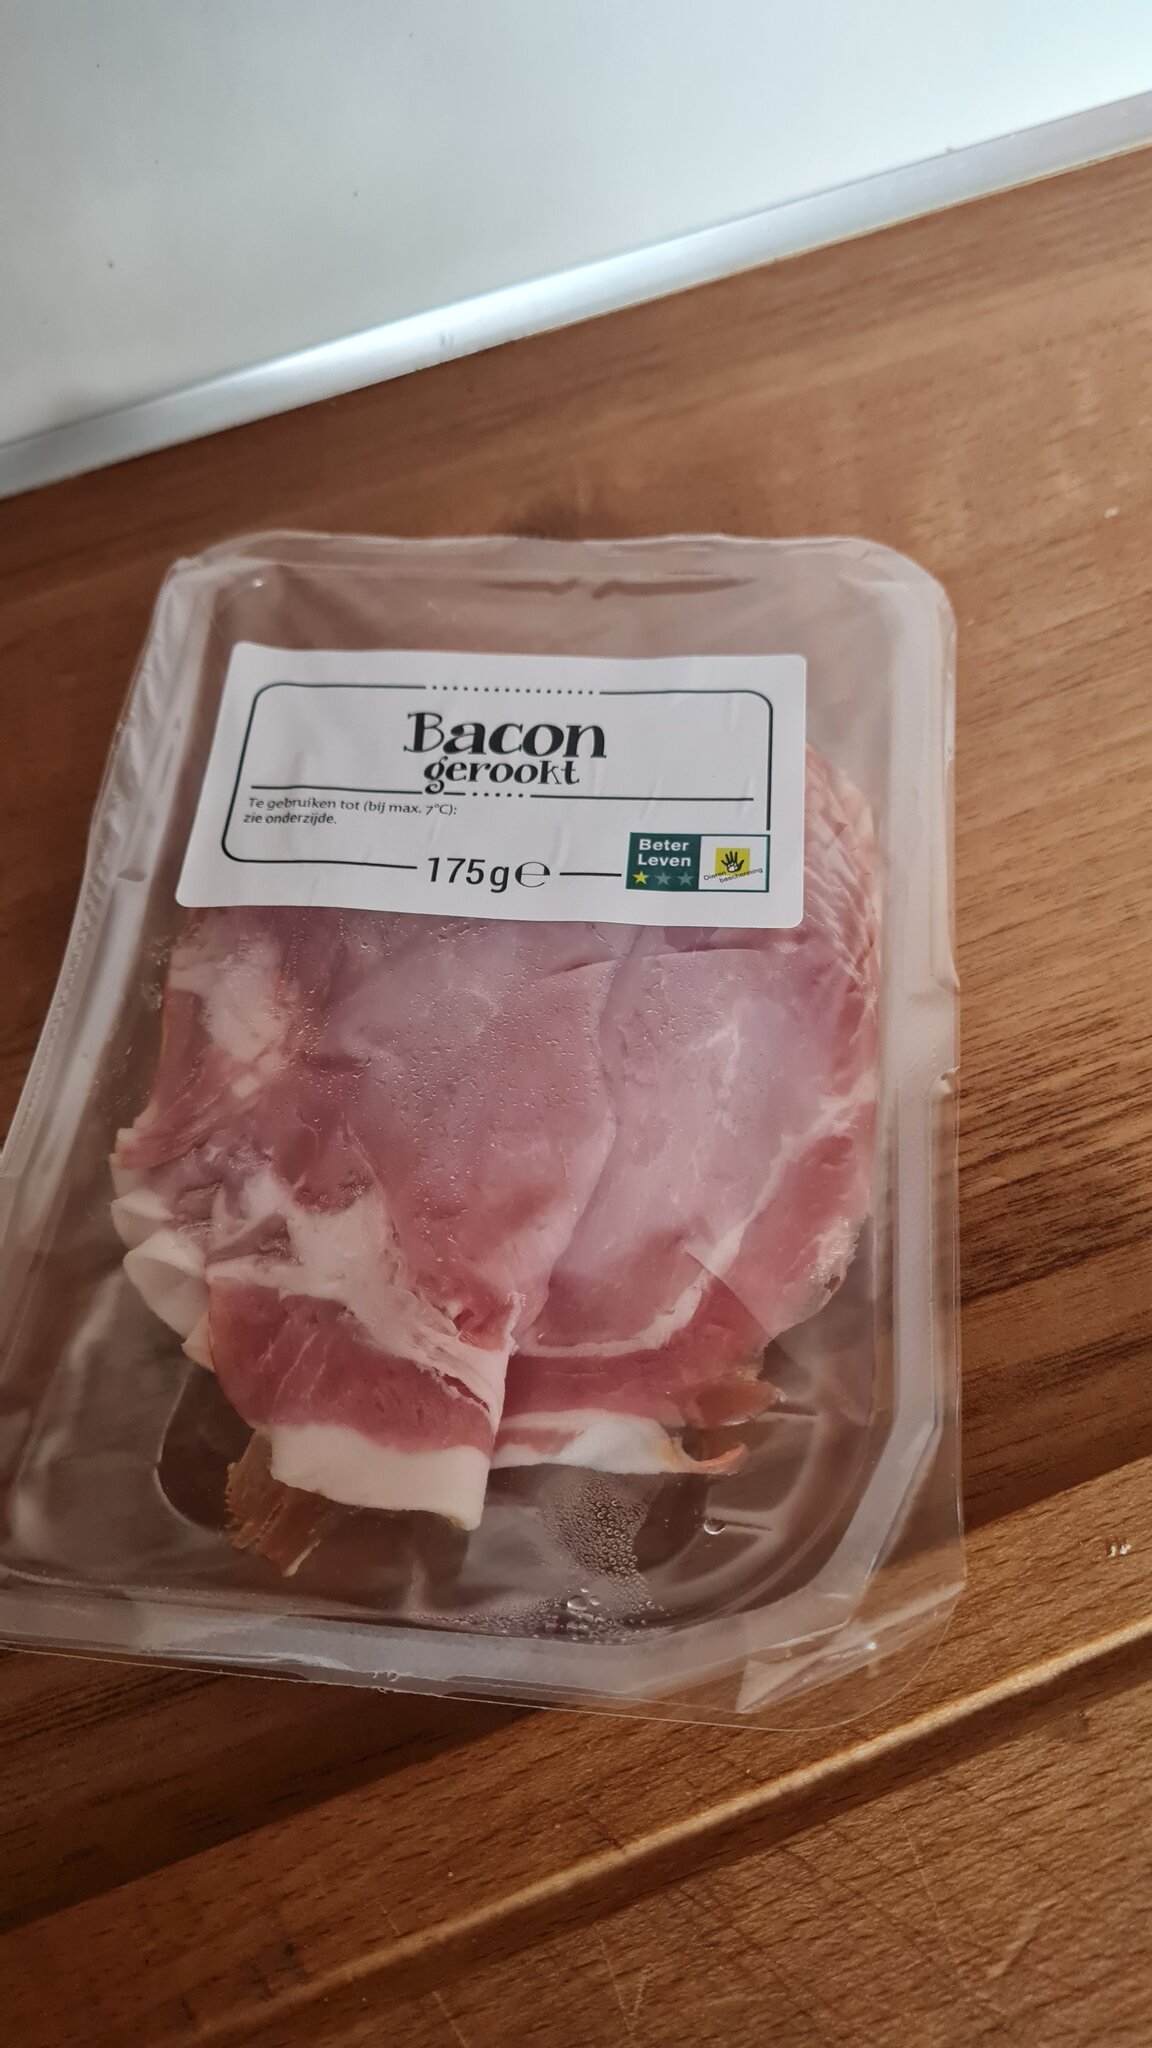 Bacon
gerookt
Te gebruiken tot (bij max. 7°C):
zie onderzijde.
175g℮
Beter
Leven
Dieren
bescherming